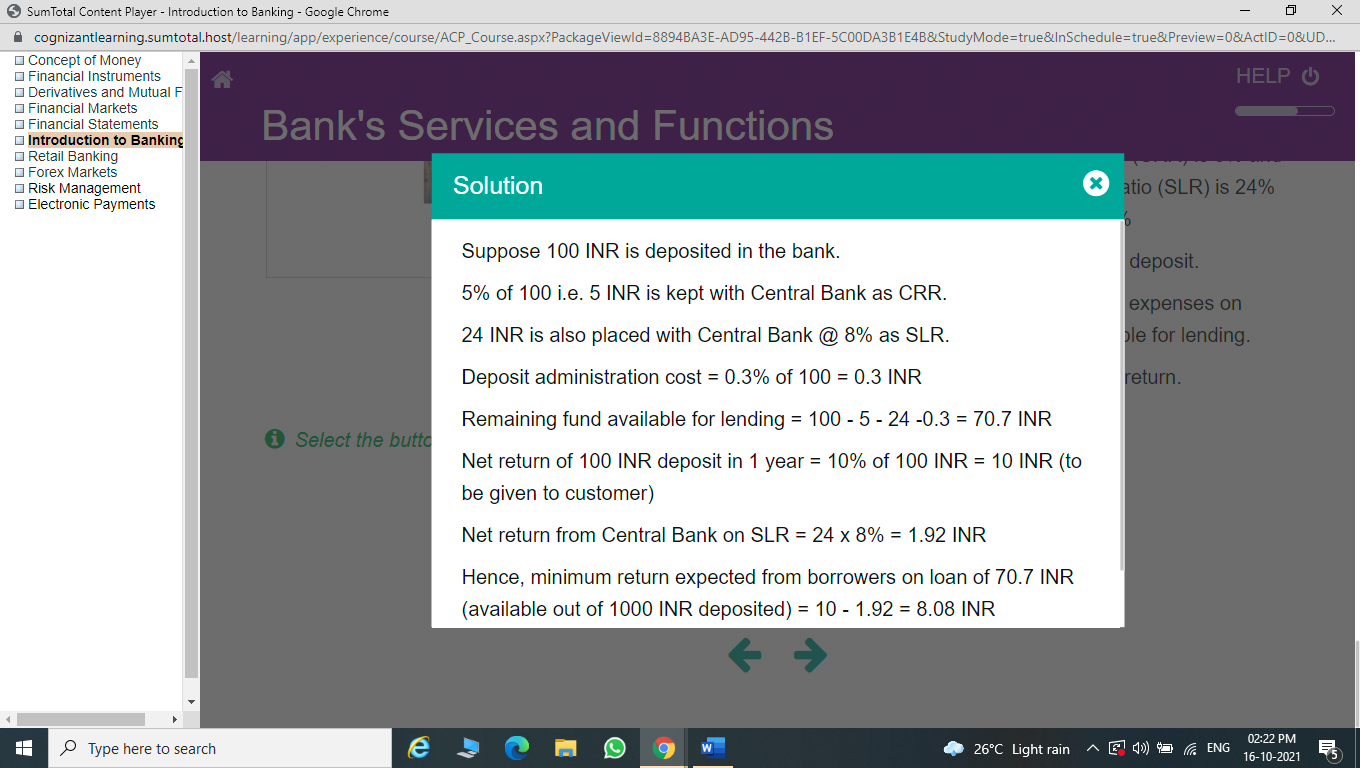 SumTotal Content Player - Introduction to Banking - Google Chrome
cognizantlearning.sumtotal.host/learning/app/experience/course/ACP_Course.aspx?PackageViewId=8894BA3E-AD95-442B-B1EF-5C00DA3B1E4B&StudyMode=true&InSchedule=true&Preview=0&ActID=0&UD...
Concept of Money
Financial Instruments
Derivatives and Mutual F
Financial Markets
Financial Statements
Introduction to Banking
Retail Banking
Forex Markets
Risk Management
Electronic Payments
HELP
Bank's Services and Functions
atio (SLR) is 24%
deposit.
expenses on
ble for lending.
return.
Select the butto
Solution
Suppose 100 INR is deposited in the bank.
5% of 100 i.e. 5 INR is kept with Central Bank as CRR.
24 INR is also placed with Central Bank @ 8% as SLR.
Deposit administration cost = 0.3% of 100 = 0.3 INR
Remaining fund available for lending = 100 - 5 - 24 -0.3 = 70.7 INR
Net return of 100 INR deposit in 1 year = 10% of 100 INR = 10 INR (to
be given to customer)
Net return from Central Bank on SLR = 24 x 8% = 1.92 INR
Hence, minimum return expected from borrowers on loan of 70.7 INR
(available out of 1000 INR deposited) = 10 - 1.92 = 8.08 INR
Type here to search
26°C Light rain
ENG
02:22 PM
16-10-2021
5